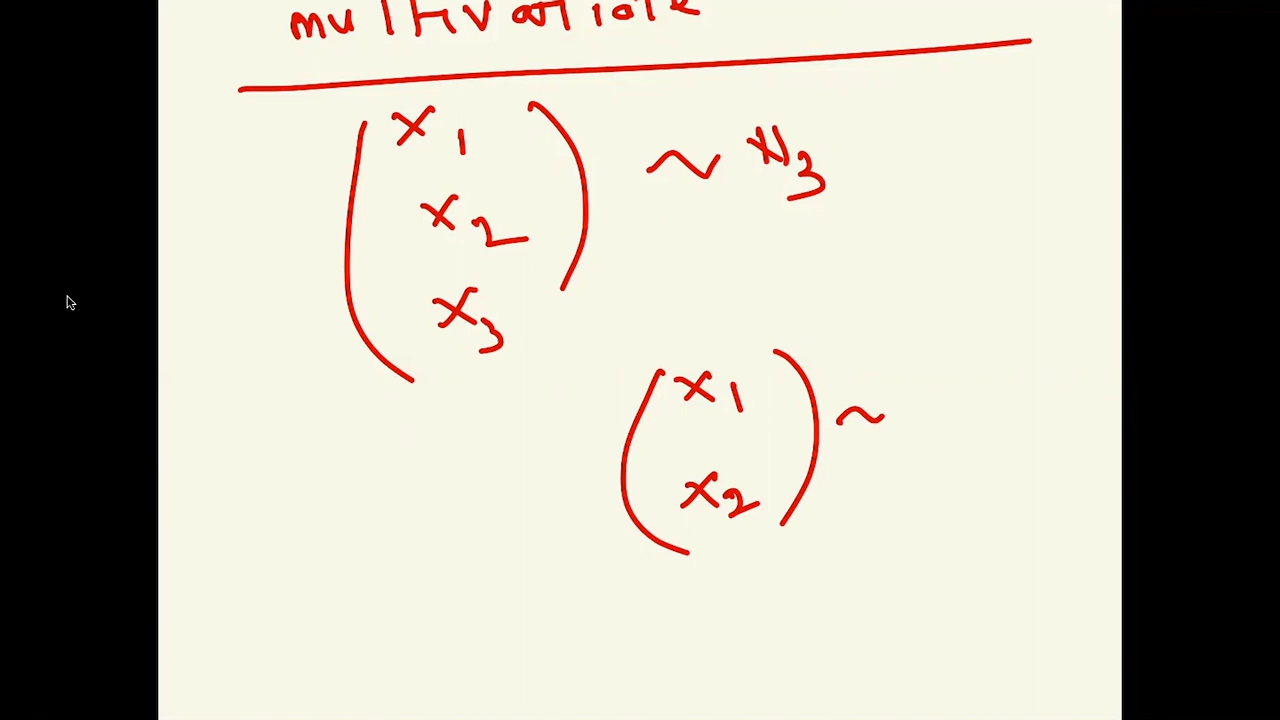 multivariate
( x1 ) ~ N3
x2
x3
( x1 ) ~
x2